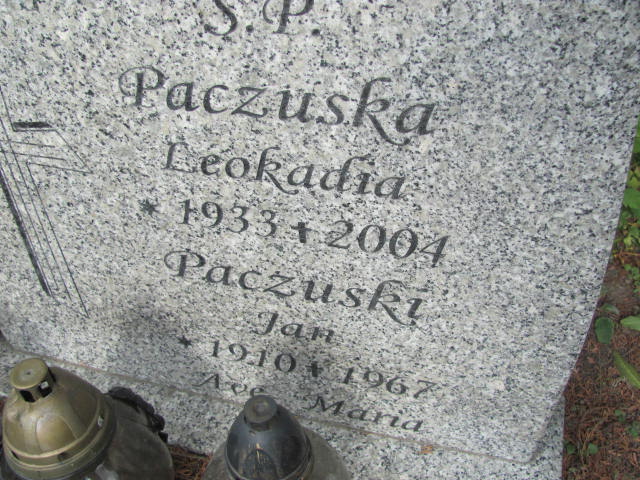 Ś.P.
Paczuska
Leokadia
* 1933 ✝ 2004
Paczuski
Jan
* 1910 ✝ 1967
Ave Maria